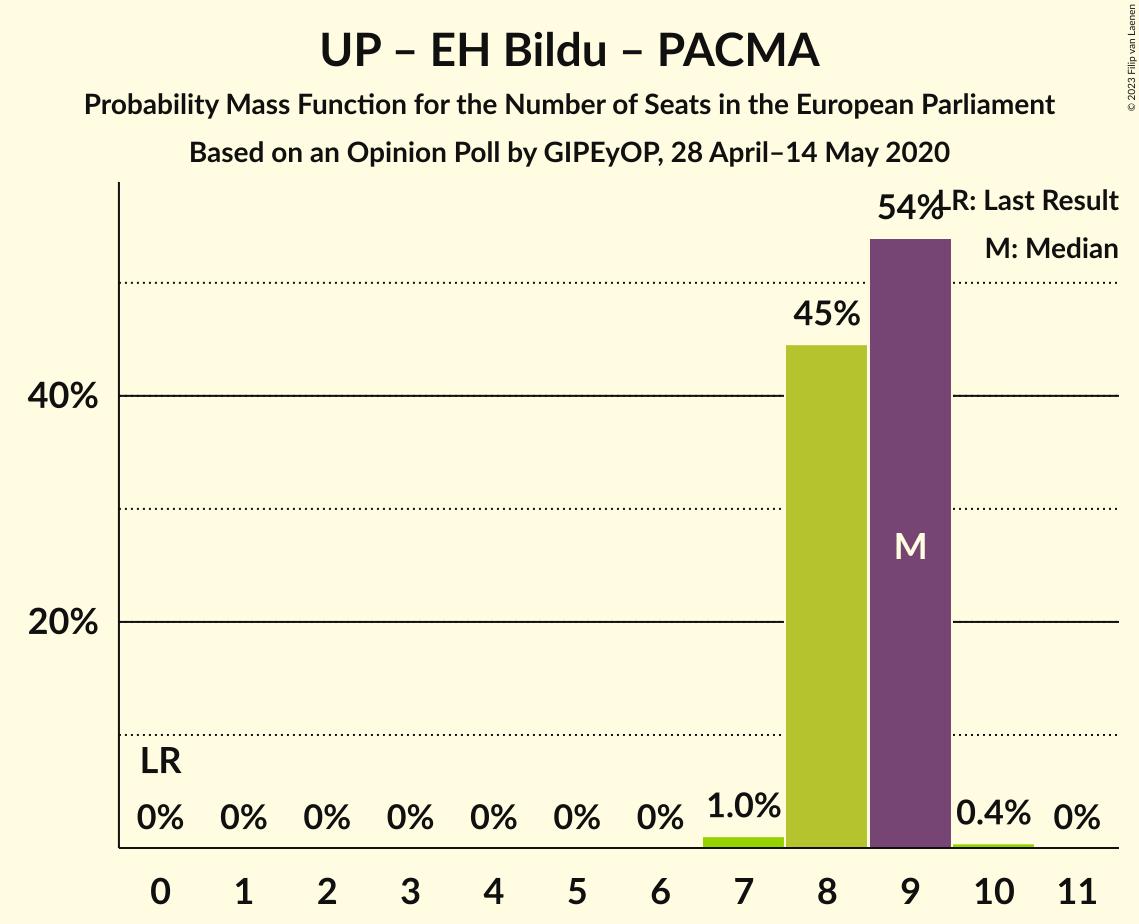 UP – EH Bildu – PACMA
Probability Mass Function for the Number of Seats in the European Parliament
Based on an Opinion Poll by GIPEyOP, 28 April–14 May 2020
© 2023 Filip van Laenen
LR: Last Result
M: Median
54%
45%
40%
M
20%
LR
0% 0% 0% 0% 0% 0% 0% 1.0% 0.4% 0%
0 1 2 3 4 5 6 7 8 9 10 11